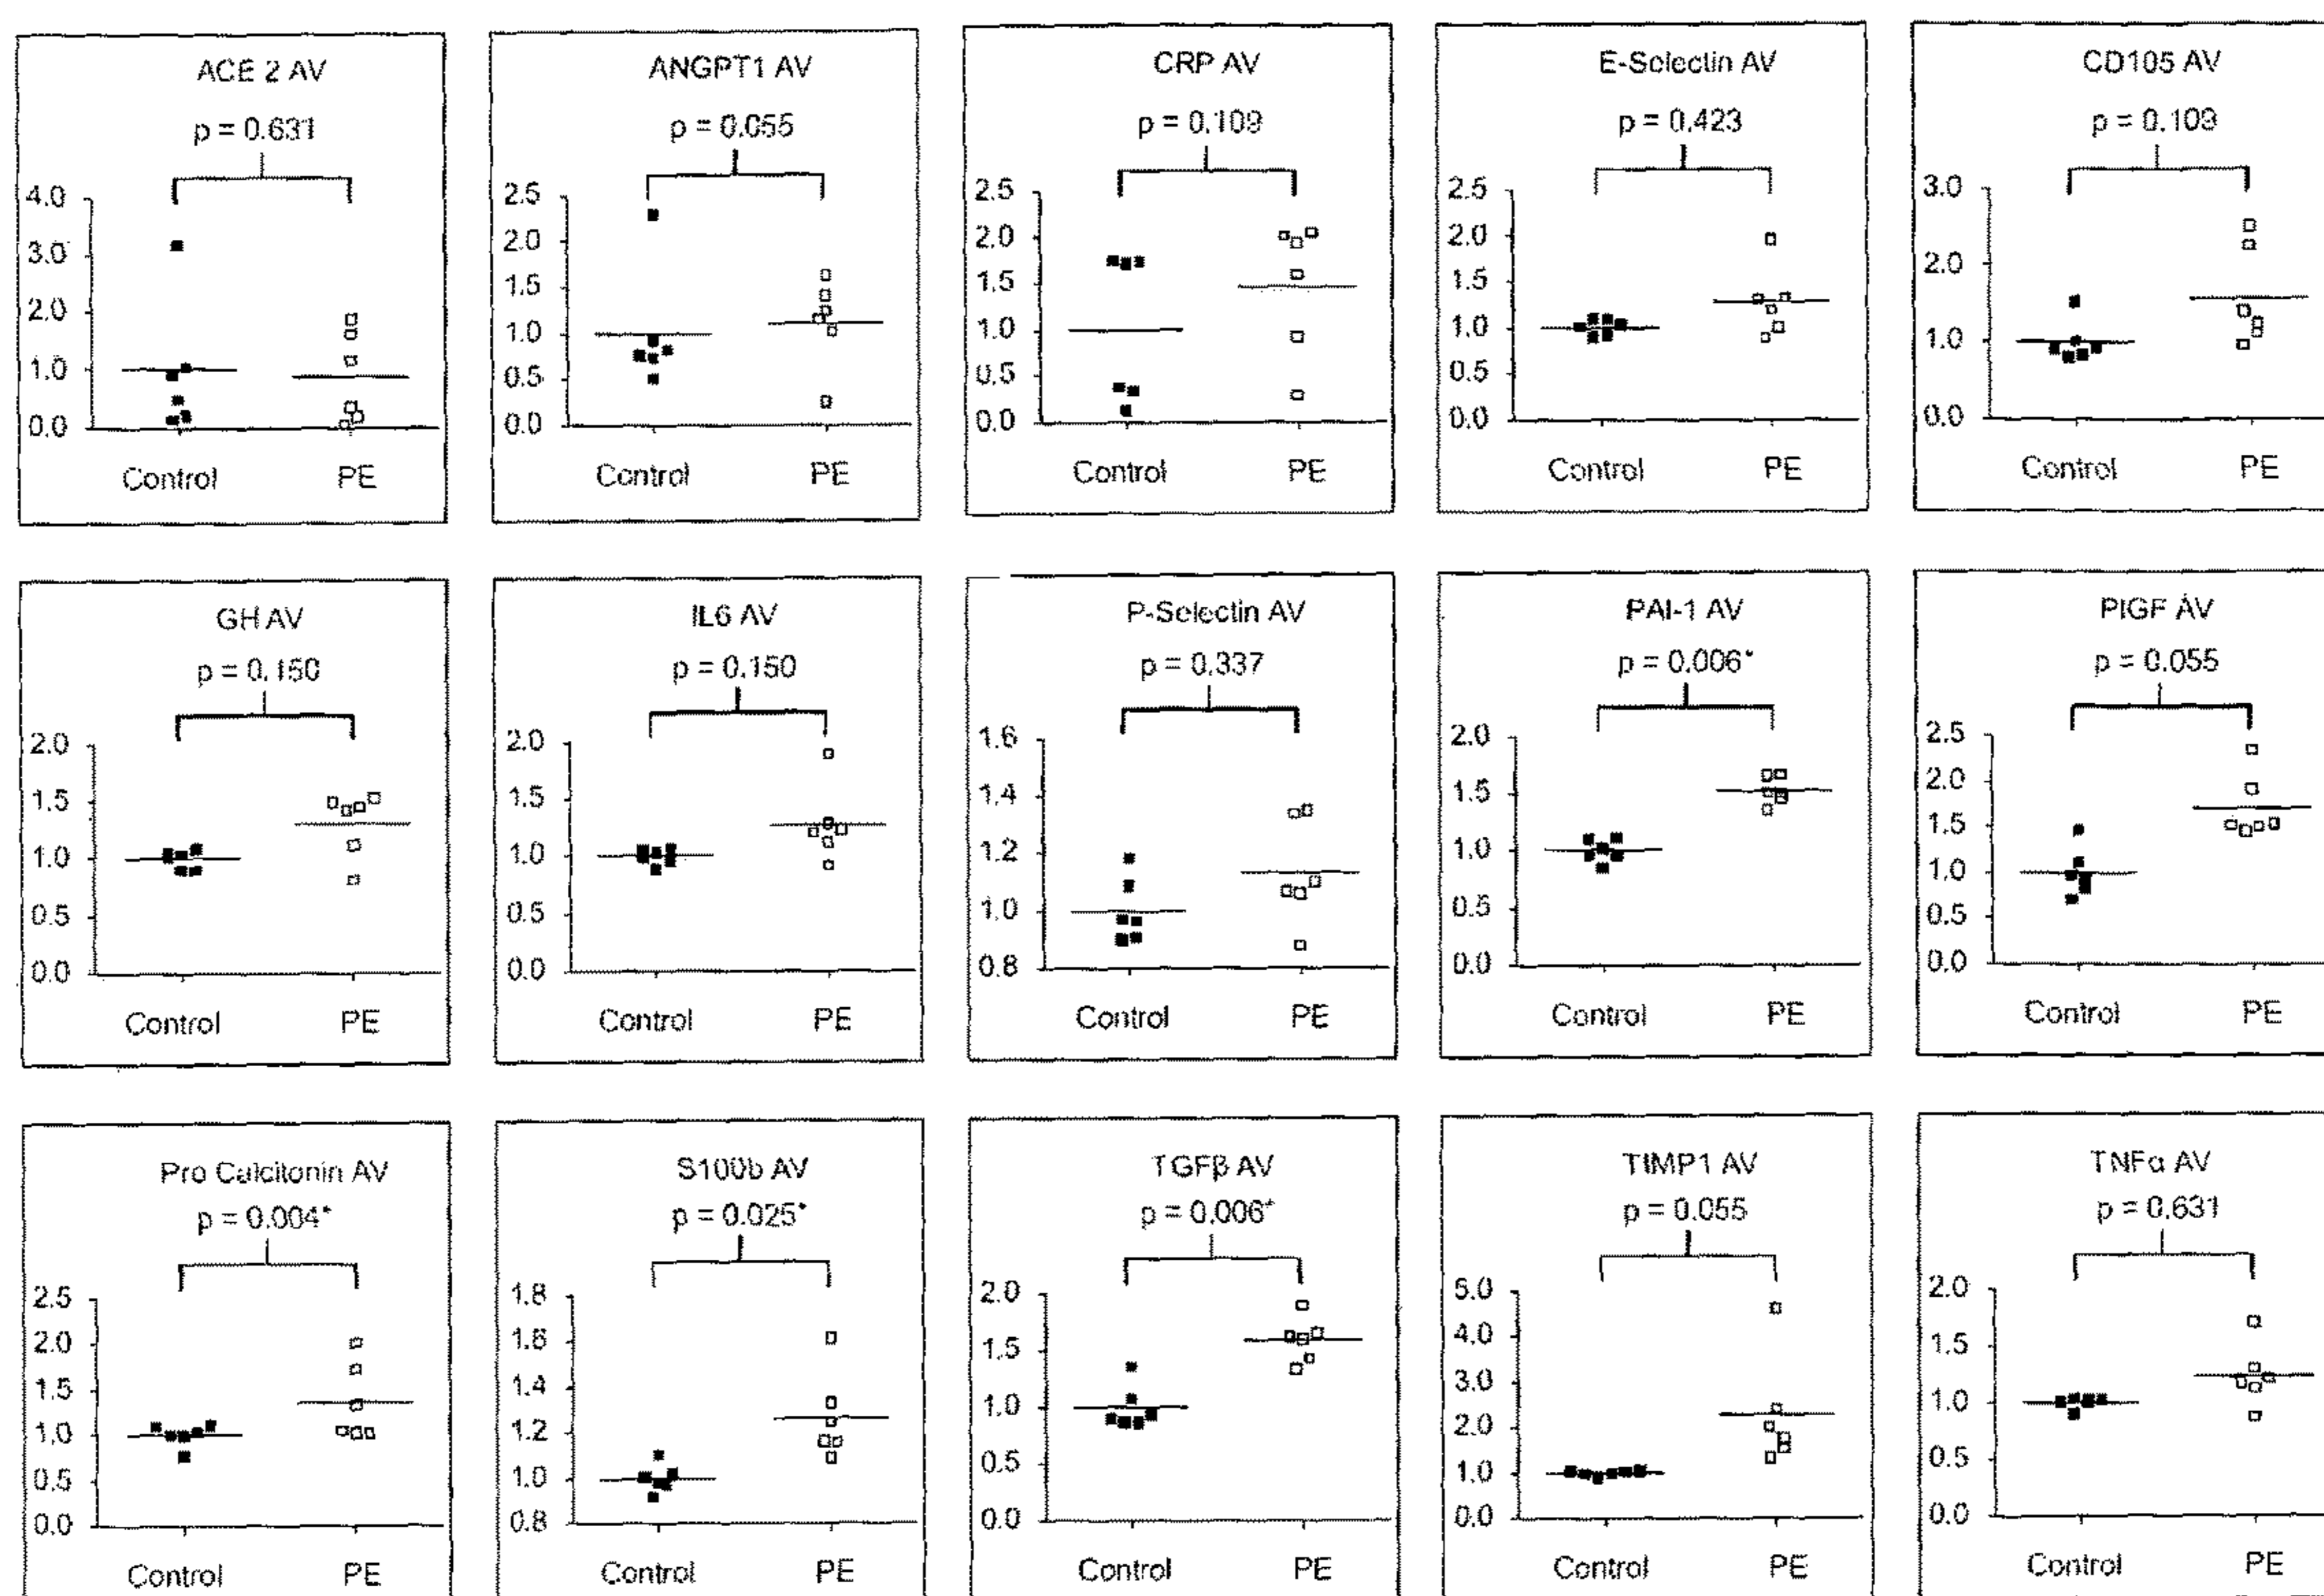 ACE 2 AV
p = 0.631
4.0
3.0
2.0
1.0
0.0
Control PE
ANGPT1 AV
p = 0.055
2.5
2.0
1.5
1.0
0.5
0.0
Control PE
CRP AV
p = 0.109
2.5
2.0
1.5
1.0
0.5
0.0
Control PE
E-Selectin AV
p = 0.423
2.5
2.0
1.5
1.0
0.5
0.0
Control PE
CD105 AV
p = 0.109
3.0
2.0
1.0
0.0
Control PE
GH AV
p = 0.150
2.0
1.5
1.0
0.5
0.0
Control PE
IL6 AV
p = 0.150
2.0
1.5
1.0
0.5
0.0
Control PE
P-Selectin AV
p = 0.337
1.6
1.4
1.2
1.0
0.8
Control PE
PAI-1 AV
p = 0.006*
2.0
1.5
1.0
0.5
0.0
Control PE
PlGF AV
p = 0.055
2.5
2.0
1.5
1.0
0.5
0.0
Control PE
Pro Calcitonin AV
p = 0.004*
2.5
2.0
1.5
1.0
0.5
0.0
Control PE
S100b AV
p = 0.025*
1.8
1.6
1.4
1.2
1.0
0.8
Control PE
TGFβ AV
p = 0.006*
2.0
1.5
1.0
0.5
0.0
Control PE
TIMP1 AV
p = 0.055
5.0
4.0
3.0
2.0
1.0
0.0
Control PE
TNFα AV
p = 0.631
2.0
1.5
1.0
0.5
0.0
Control PE